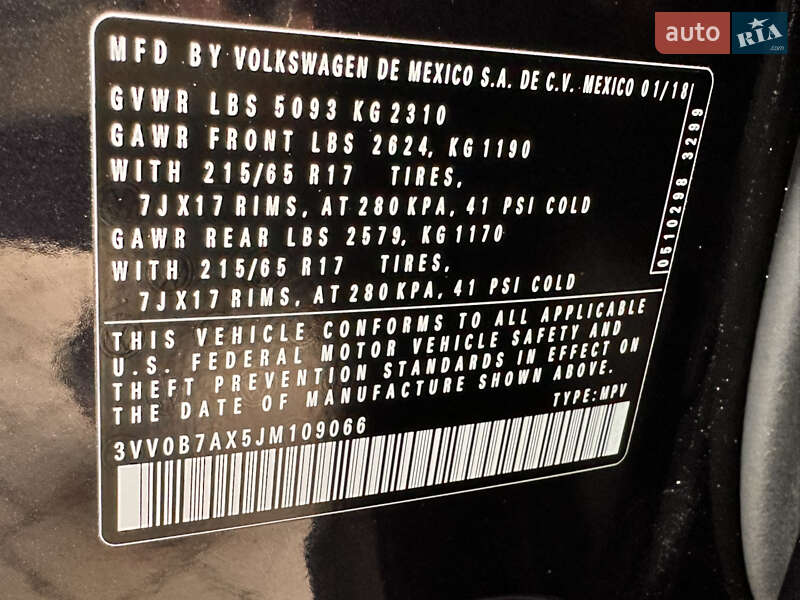 auto RIA.com
MFD BY VOLKSWAGEN DE MEXICO S.A. DE C.V. MEXICO 01/18
GVWR LBS 5093 KG 2310
GAWR FRONT LBS 2624, KG 1190
WITH 215/65 R17 TIRES,
7JX17 RIMS, AT 280 KPA, 41 PSI COLD
GAWR REAR LBS 2579, KG 1170
WITH 215/65 R17 TIRES,
7JX17 RIMS, AT 280 KPA, 41 PSI COLD
0510298 3299
THIS VEHICLE CONFORMS TO ALL APPLICABLE
U.S. FEDERAL MOTOR VEHICLE SAFETY AND
THEFT PREVENTION STANDARDS IN EFFECT ON
THE DATE OF MANUFACTURE SHOWN ABOVE.
TYPE: MPV
3VV0B7AX5JM109066